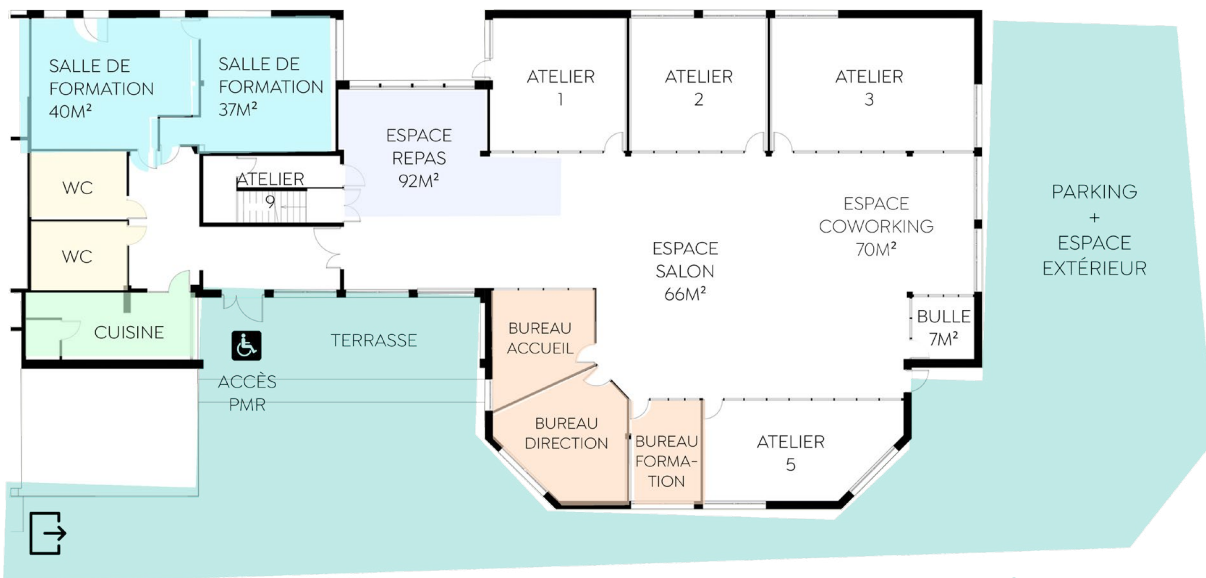 SALLE DE
FORMATION
40M²
SALLE DE
FORMATION
37M²
ESPACE
REPAS
92M²
ATELIER
1
ATELIER
2
ATELIER
3
WC
ATELIER
9
WC
ESPACE
COWORKING
70M²
ESPACE
SALON
66M²
PARKING
+
ESPACE
EXTÉRIEUR
CUISINE
TERRASSE
ACCÈS
PMR
BUREAU
ACCUEIL
BULLE
7M²
BUREAU
DIRECTION
BUREAU
FORMA-
TION
ATELIER
5